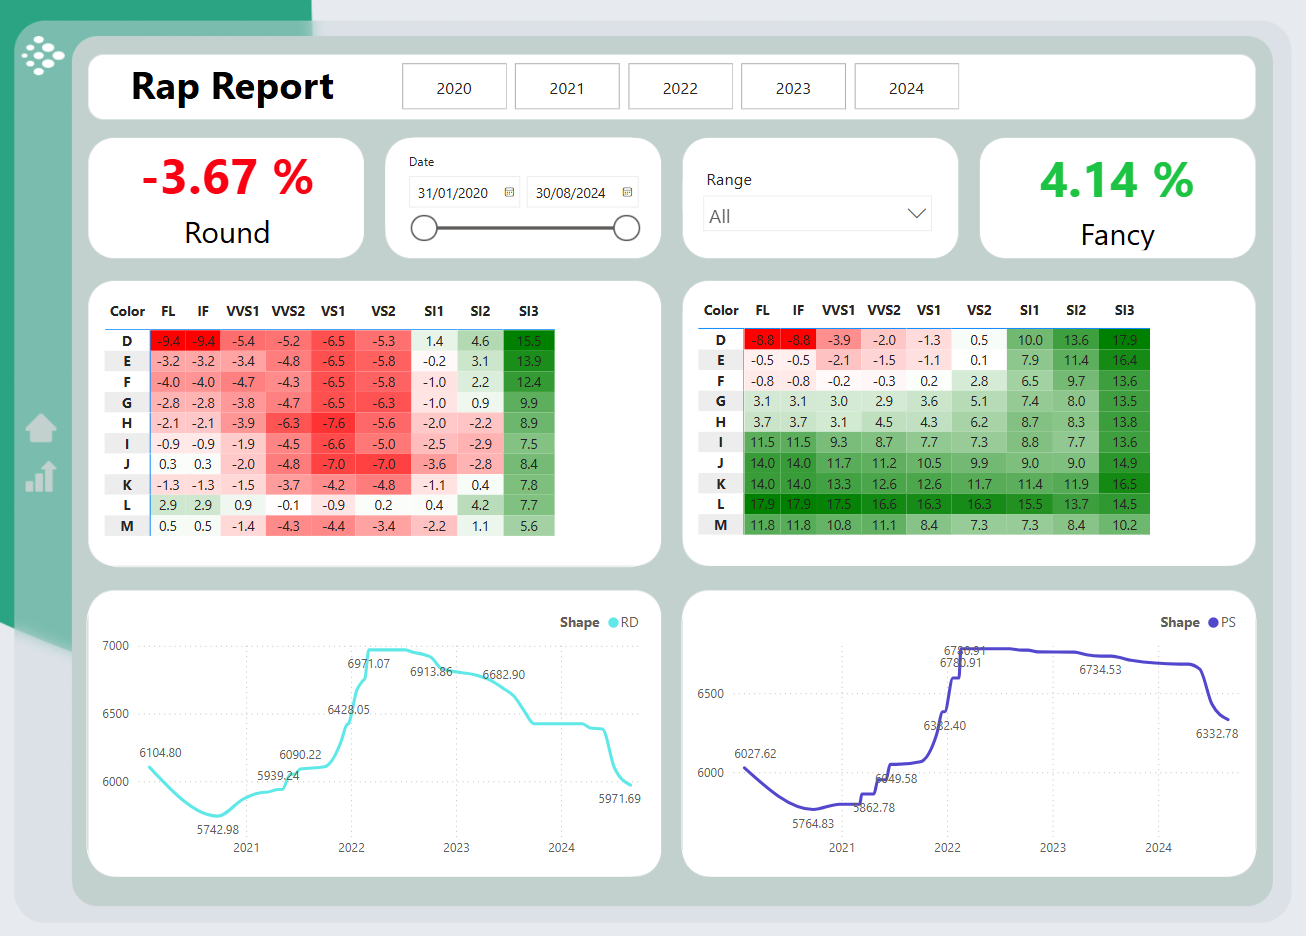 Rap Report
2020 2021 2022 2023 2024
-3.67 %
Round
Date
31/01/2020 30/08/2024
Range
All
4.14 %
Fancy
Color FL IF VVS1 VVS2 VS1 VS2 SI1 SI2 SI3
D -9.4 -9.4 -5.4 -5.2 -6.5 -5.3 1.4 4.6 15.5
E -3.2 -3.2 -3.4 -4.8 -6.5 -5.8 -0.2 3.1 13.9
F -4.0 -4.0 -4.7 -4.3 -6.5 -5.8 -1.0 2.2 12.4
G -2.8 -2.8 -3.8 -4.7 -6.5 -6.3 -1.0 0.9 9.9
H -2.1 -2.1 -3.9 -6.3 -7.6 -5.6 -2.0 -2.2 8.9
I -0.9 -0.9 -1.9 -4.5 -6.6 -5.0 -2.5 -2.9 7.5
J 0.3 0.3 -2.0 -4.8 -7.0 -7.0 -3.6 -2.8 8.4
K -1.3 -1.3 -1.5 -3.7 -4.2 -4.8 -1.1 0.4 7.8
L 2.9 2.9 0.9 -0.1 -0.9 0.2 0.4 4.2 7.7
M 0.5 0.5 -1.4 -4.3 -4.4 -3.4 -2.2 1.1 5.6
Color FL IF VVS1 VVS2 VS1 VS2 SI1 SI2 SI3
D -8.8 -8.8 -3.9 -2.0 -1.3 0.5 10.0 13.6 17.9
E -0.5 -0.5 -2.1 -1.5 -1.1 0.1 7.9 11.4 16.4
F -0.8 -0.8 -0.2 -0.3 0.2 2.8 6.5 9.7 13.6
G 3.1 3.1 3.0 2.9 3.6 5.1 7.4 8.0 13.5
H 3.7 3.7 3.1 4.5 4.3 6.2 8.7 8.3 13.8
I 11.5 11.5 9.3 8.7 7.7 7.3 8.8 7.7 13.6
J 14.0 14.0 11.7 11.2 10.5 9.9 9.0 9.0 14.9
K 14.0 14.0 13.3 12.6 12.6 11.7 11.4 11.9 16.5
L 17.9 17.9 17.5 16.6 16.3 16.3 15.5 13.7 14.5
M 11.8 11.8 10.8 11.1 8.4 7.3 7.3 8.4 10.2
Shape RD
7000
6971.07
6913.86
6682.90
6500
6428.05
6104.80
6090.22
5939.24
6000
5971.69
5742.98
2021 2022 2023 2024
Shape PS
6780.91
6780.91
6734.53
6500
6382.40
6332.78
6027.62
6000
6049.58
5862.78
5764.83
2021 2022 2023 2024